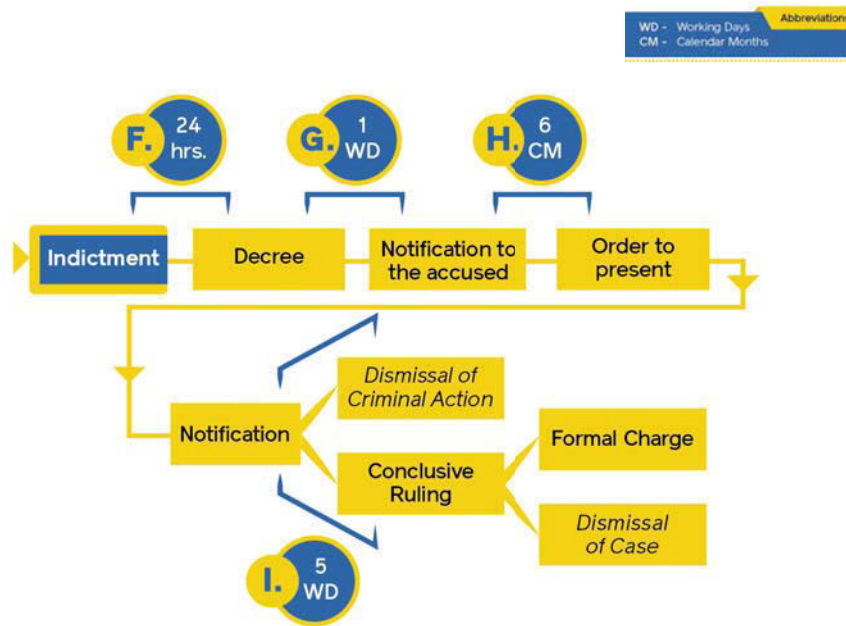 Abbreviations
WD - Working Days
CM - Calendar Months
F. 24
hrs.
G. 1
WD
H. 6
CM
Indictment
Decree
Notification to
the accused
Order to
present
Notification
Dismissal of
Criminal Action
Conclusive
Ruling
Formal Charge
Dismissal
of Case
I. 5
WD